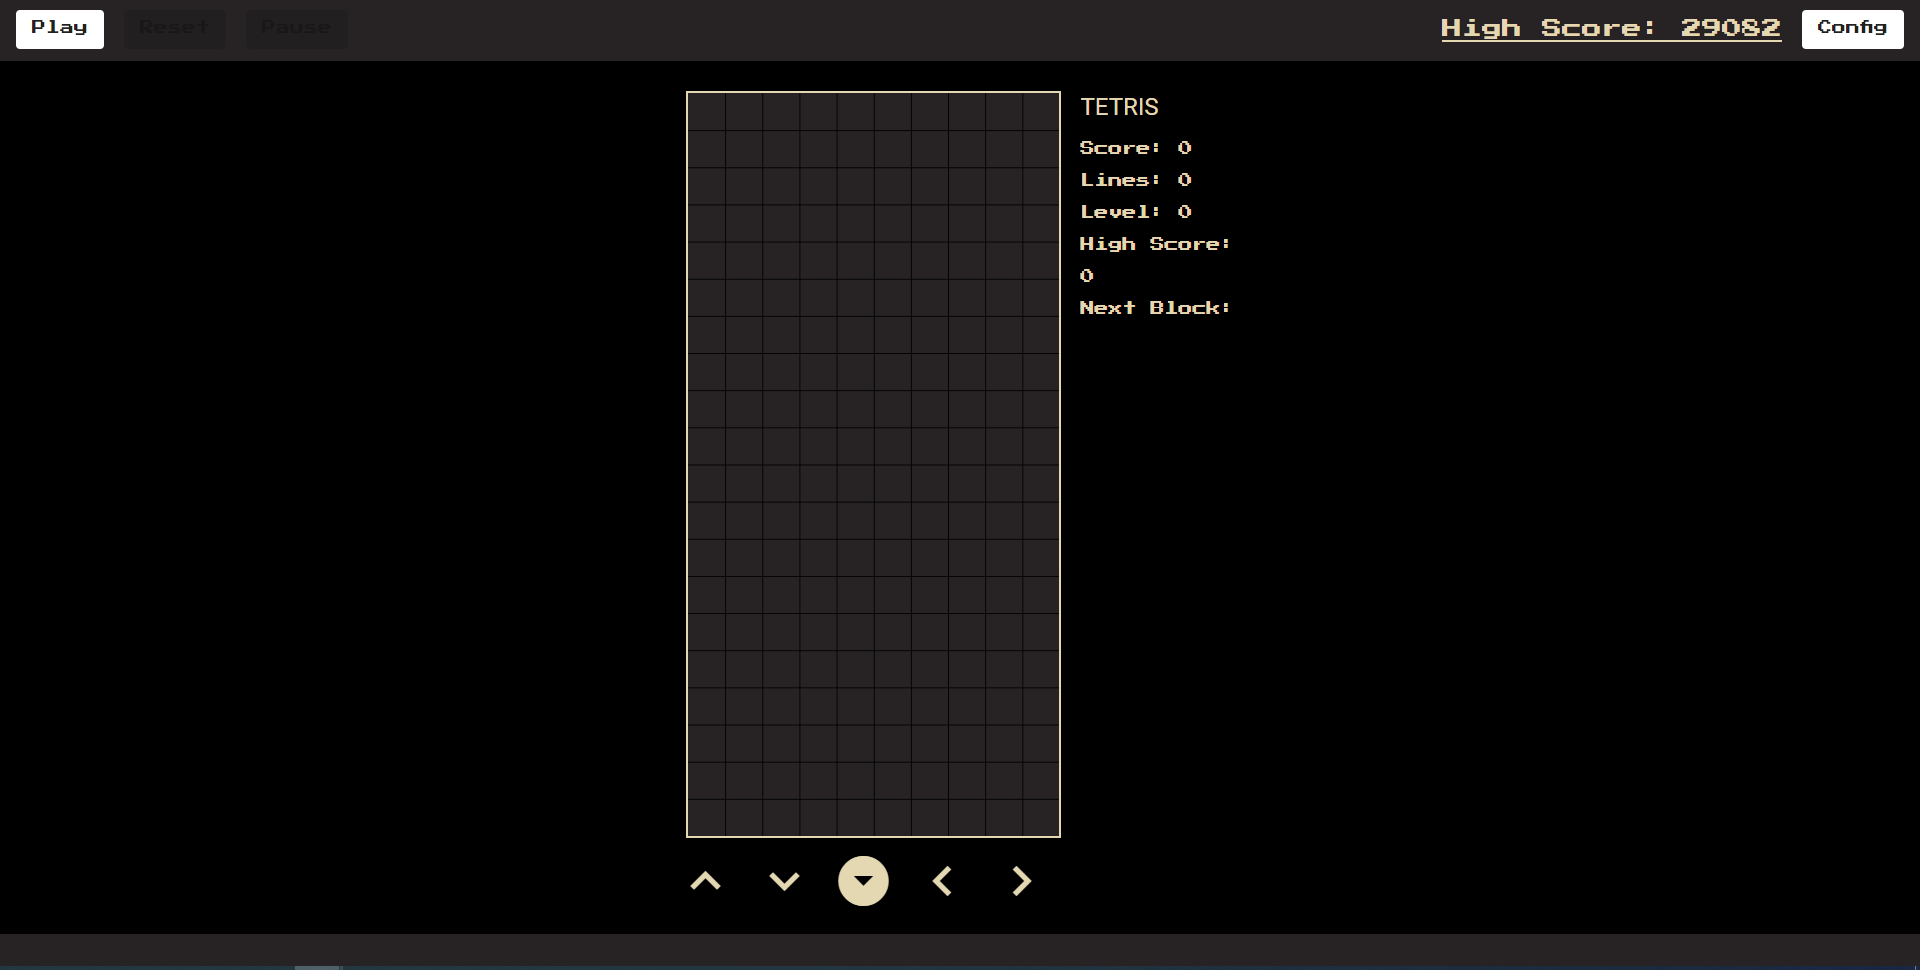 Play
Reset
Pause
High Score: 29082
Config
TETRIS
Score: 0
Lines: 0
Level: 0
High Score:
0
Next Block: